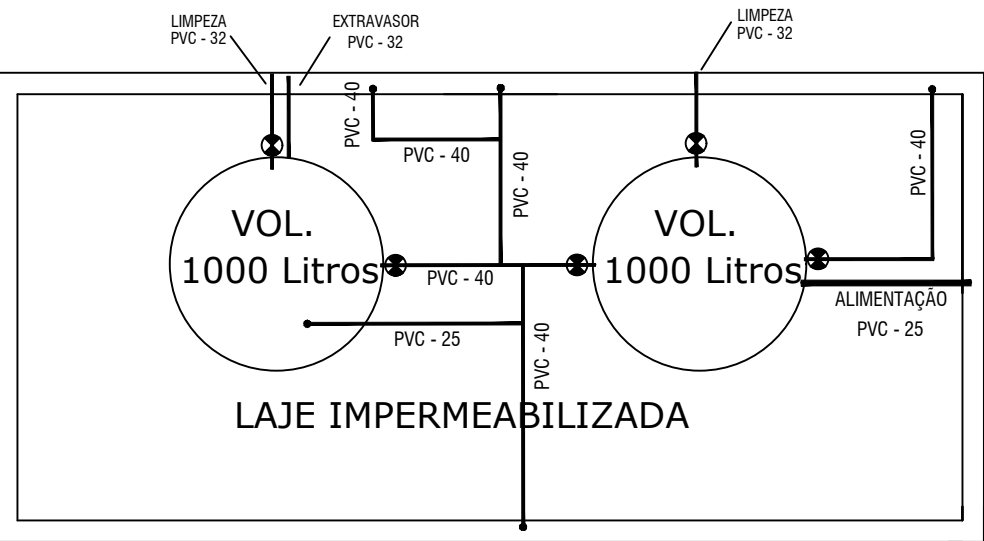 LIMPEZA
PVC - 32
EXTRAVASOR
PVC - 32
LIMPEZA
PVC - 32
PVC - 40
PVC - 40
PVC - 40
PVC - 40
VOL.
1000 Litros
VOL.
1000 Litros
PVC - 40
ALIMENTAÇÃO
PVC - 25
PVC - 25
PVC - 40
LAJE IMPERMEABILIZADA